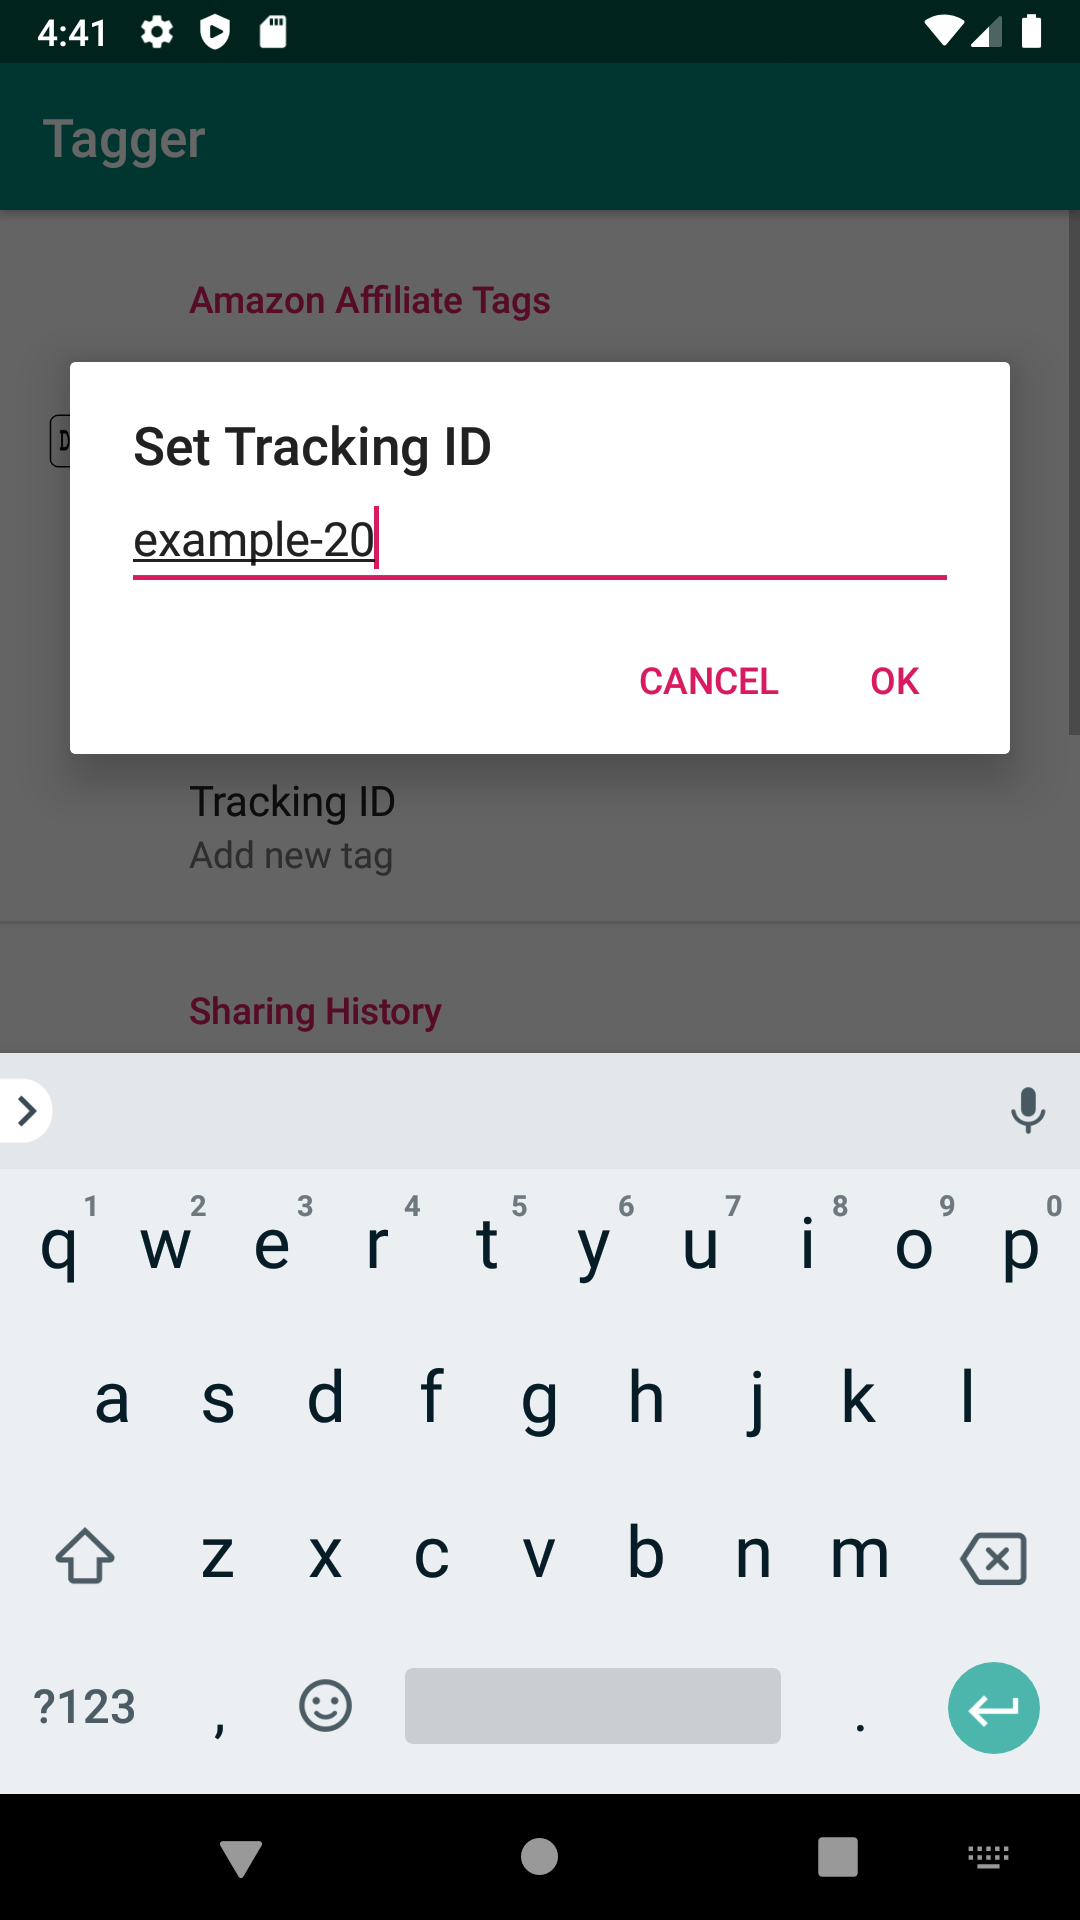 4:41
Tagger
Amazon Affiliate Tags
D
Set Tracking ID
example-20
CANCEL OK
Tracking ID
Add new tag
Sharing History
1 2 3 4 5 6 7 8 9 0
q w e r t y u i o p
a s d f g h j k l
z x c v b n m
?123 , .